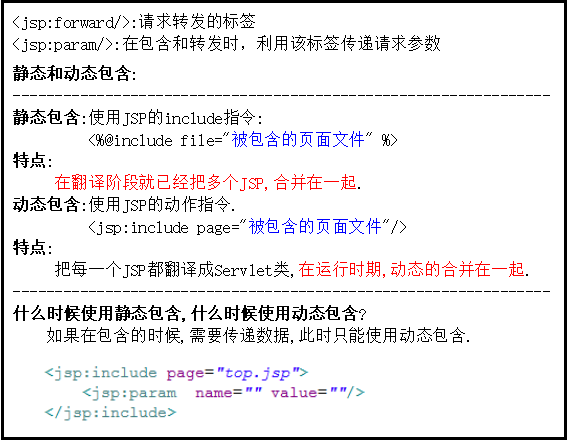 <jsp:forward/>:请求转发的标签
<jsp:param/>:在包含和转发时, 利用该标签传递请求参数
静态和动态包含:
--------------------------------------------------------
静态包含:使用JSP的include指令:
<%@include file="被包含的页面文件" %>
特点:
在翻译阶段就已经把多个JSP,合并在一起.
动态包含:使用JSP的动作指令.
<jsp:include page="被包含的页面文件"/>
特点:
把每一个JSP都翻译成Servlet类,在运行时期,动态的合并在一起.
--------------------------------------------------------
什么时候使用静态包含,什么时候使用动态包含?
如果在包含的时候,需要传递数据,此时只能使用动态包含.
<jsp:include page="top.jsp">
<jsp:param  name="" value=""/>
</jsp:include>